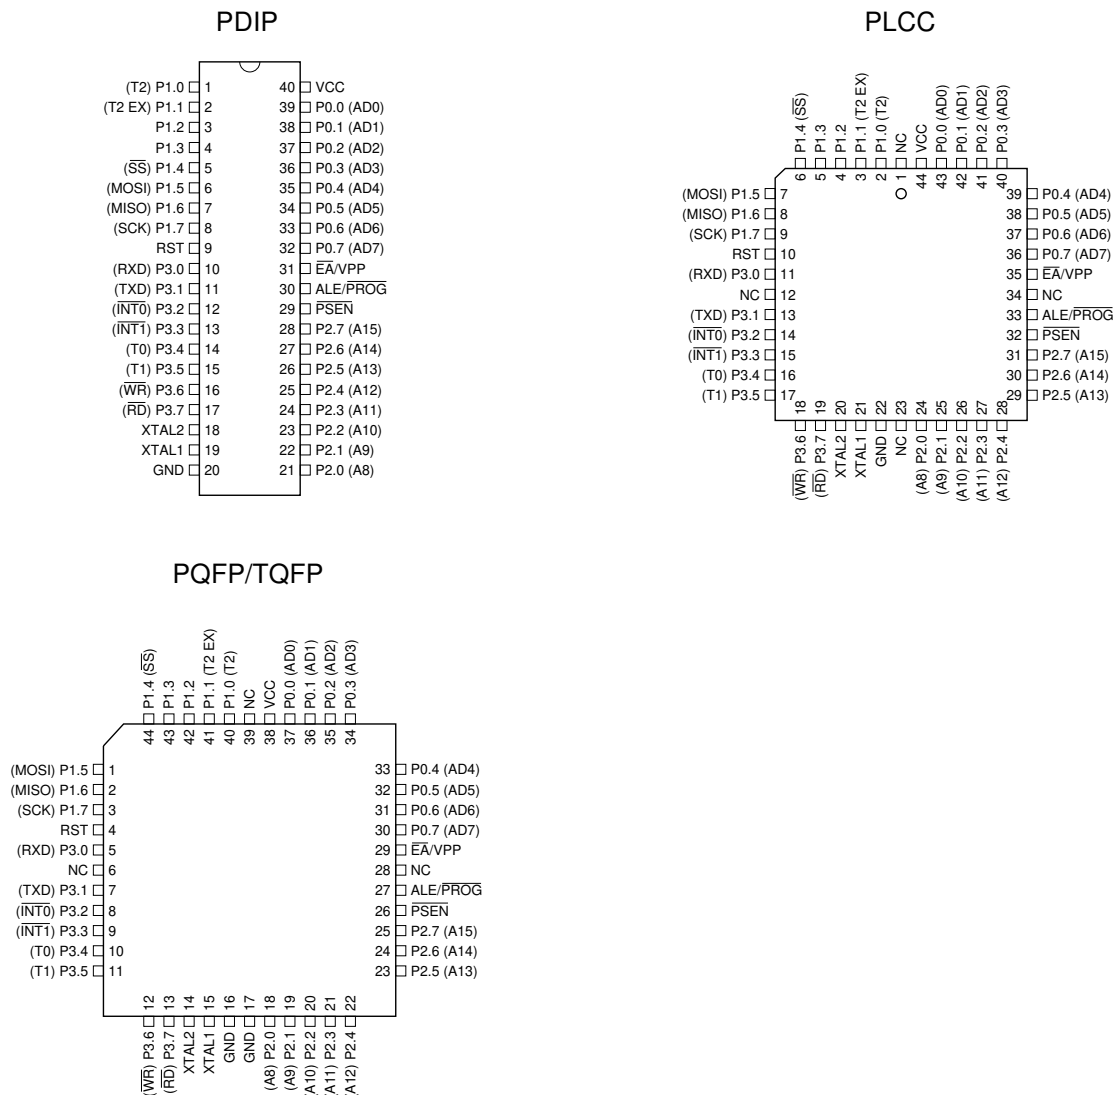 PDIP
(T2) P1.0 1 40 VCC
(T2 EX) P1.1 2 39 P0.0 (AD0)
P1.2 3 38 P0.1 (AD1)
P1.3 4 37 P0.2 (AD2)
(SS) P1.4 5 36 P0.3 (AD3)
(MOSI) P1.5 6 35 P0.4 (AD4)
(MISO) P1.6 7 34 P0.5 (AD5)
(SCK) P1.7 8 33 P0.6 (AD6)
RST 9 32 P0.7 (AD7)
(RXD) P3.0 10 31 EA/VPP
(TXD) P3.1 11 30 ALE/PROG
(INT0) P3.2 12 29 PSEN
(INT1) P3.3 13 28 P2.7 (A15)
(T0) P3.4 14 27 P2.6 (A14)
(T1) P3.5 15 26 P2.5 (A13)
(WR) P3.6 16 25 P2.4 (A12)
(RD) P3.7 17 24 P2.3 (A11)
XTAL2 18 23 P2.2 (A10)
XTAL1 19 22 P2.1 (A9)
GND 20 21 P2.0 (A8)
PLCC
P1.4 (SS) 6
P1.3 5
P1.2 4
P1.1 (T2 EX) 3
P1.0 (T2) 2
NC 1
VCC 44
P0.0 (AD0) 43
P0.1 (AD1) 42
P0.2 (AD2) 41
P0.3 (AD3) 40
(MOSI) P1.5 7 39 P0.4 (AD4)
(MISO) P1.6 8 38 P0.5 (AD5)
(SCK) P1.7 9 37 P0.6 (AD6)
RST 10 36 P0.7 (AD7)
(RXD) P3.0 11 35 EA/VPP
NC 12 34 NC
(TXD) P3.1 13 33 ALE/PROG
(INT0) P3.2 14 32 PSEN
(INT1) P3.3 15 31 P2.7 (A15)
(T0) P3.4 16 30 P2.6 (A14)
(T1) P3.5 17 29 P2.5 (A13)
(WR) P3.6 18
(RD) P3.7 19
XTAL2 20
XTAL1 21
GND 22
NC 23
(A8) P2.0 24
(A9) P2.1 25
(A10) P2.2 26
(A11) P2.3 27
(A12) P2.4 28
PQFP/TQFP
P1.4 (SS) 44
P1.3 43
P1.2 42
P1.1 (T2 EX) 41
P1.0 (T2) 40
NC 39
VCC 38
P0.0 (AD0) 37
P0.1 (AD1) 36
P0.2 (AD2) 35
P0.3 (AD3) 34
(MOSI) P1.5 1 33 P0.4 (AD4)
(MISO) P1.6 2 32 P0.5 (AD5)
(SCK) P1.7 3 31 P0.6 (AD6)
RST 4 30 P0.7 (AD7)
(RXD) P3.0 5 29 EA/VPP
NC 6 28 NC
(TXD) P3.1 7 27 ALE/PROG
(INT0) P3.2 8 26 PSEN
(INT1) P3.3 9 25 P2.7 (A15)
(T0) P3.4 10 24 P2.6 (A14)
(T1) P3.5 11 23 P2.5 (A13)
(WR) P3.6 12
(RD) P3.7 13
XTAL2 14
XTAL1 15
GND 16
GND 17
(A8) P2.0 18
(A9) P2.1 19
(A10) P2.2 20
(A11) P2.3 21
(A12) P2.4 22